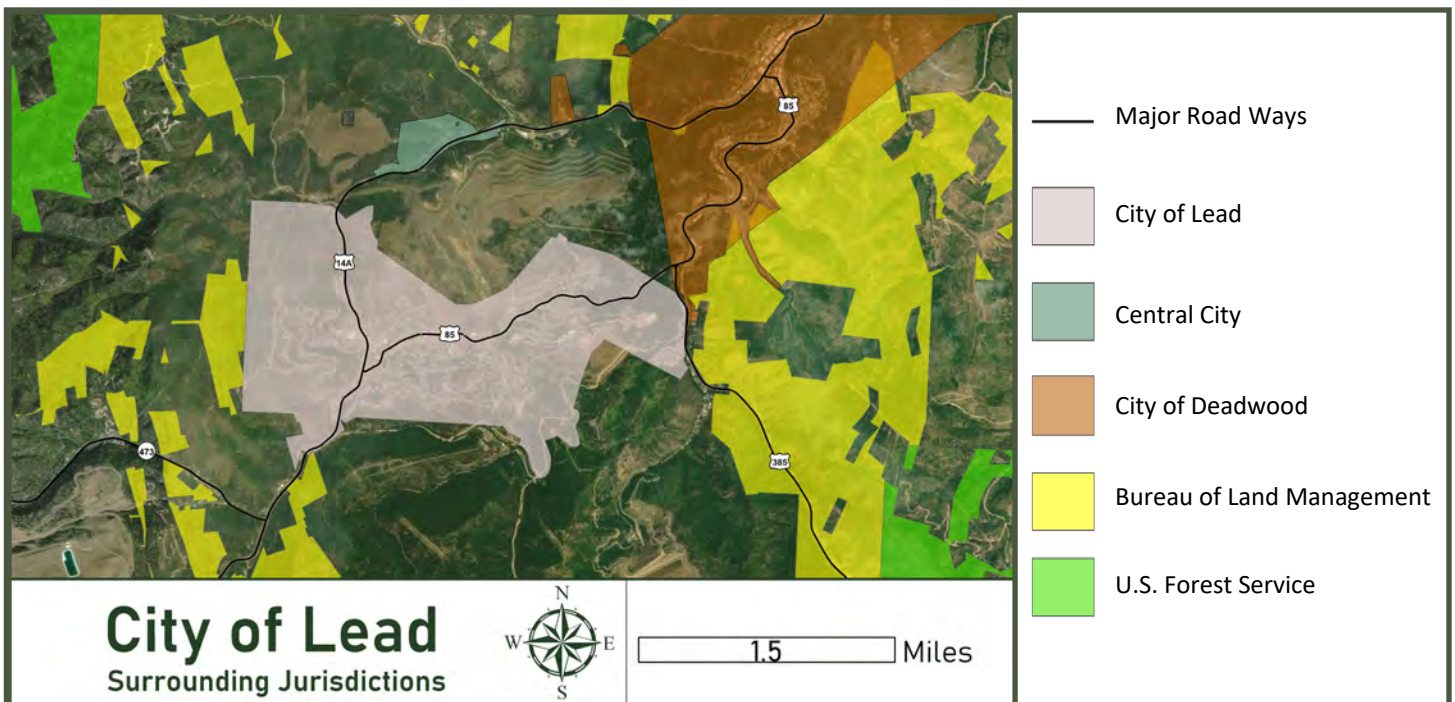 85
14A
85
473
385
Major Road Ways
City of Lead
Central City
City of Deadwood
Bureau of Land Management
U.S. Forest Service
City of Lead
Surrounding Jurisdictions
N
W E
S
1.5 Miles